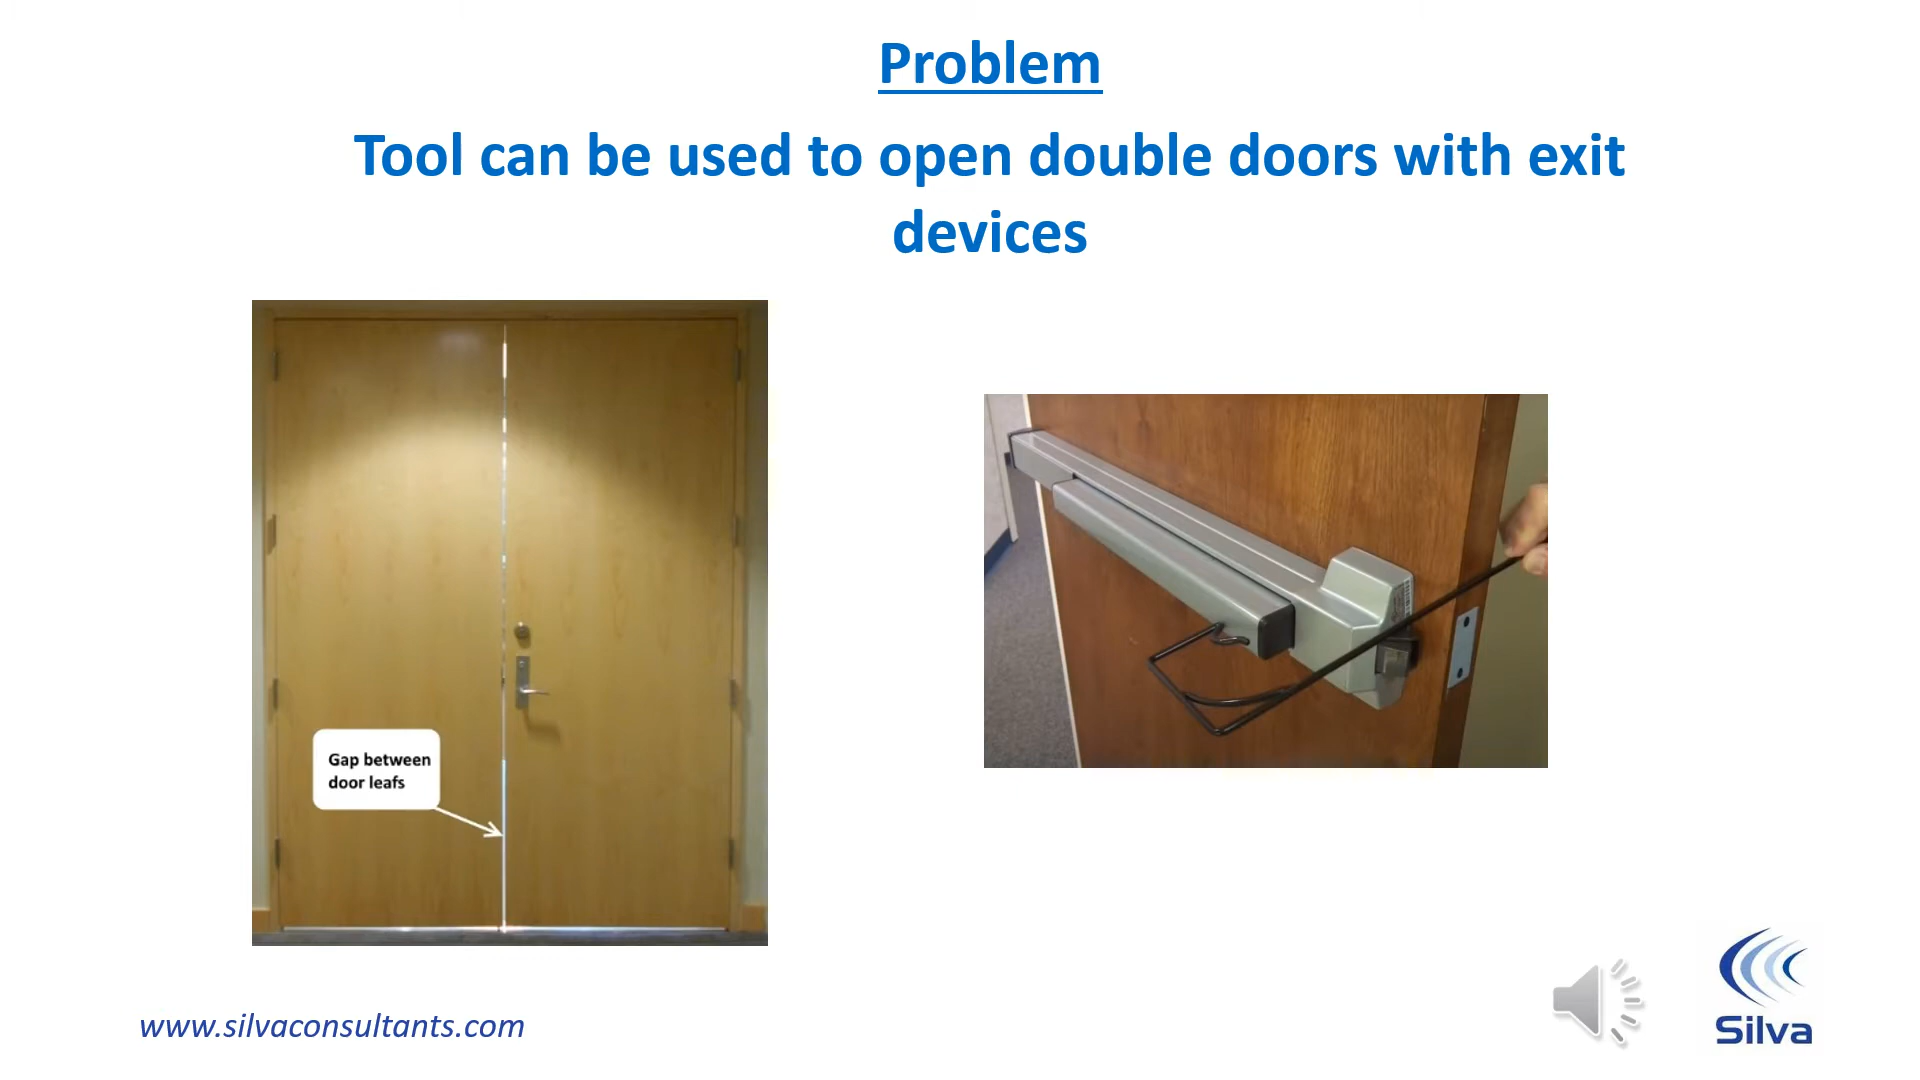 Problem
Tool can be used to open double doors with exit
devices
Gap between
door leafs
www.silvaconsultants.com
Silva